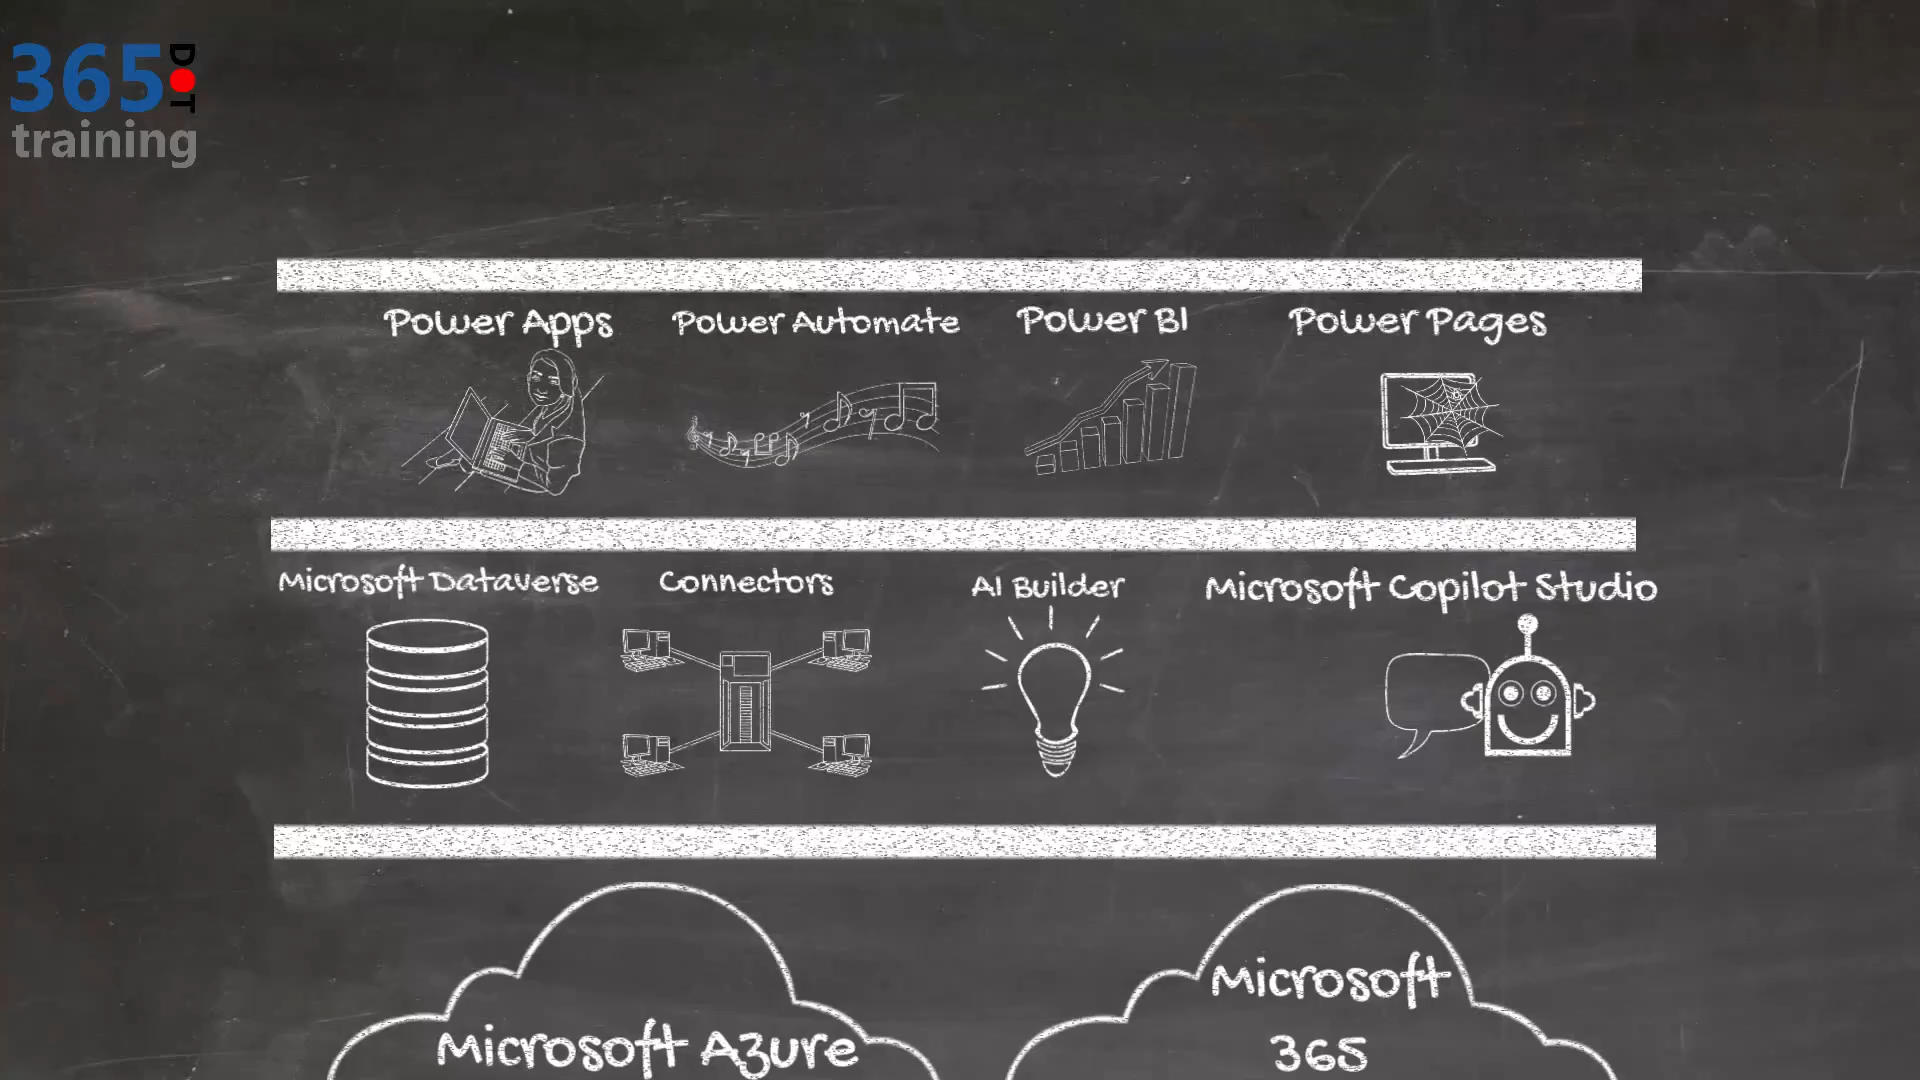 365 DOT
training
Power Apps Power Automate Power BI Power Pages
Microsoft Dataverse Connectors AI Builder Microsoft Copilot Studio
Microsoft Azure
Microsoft
365